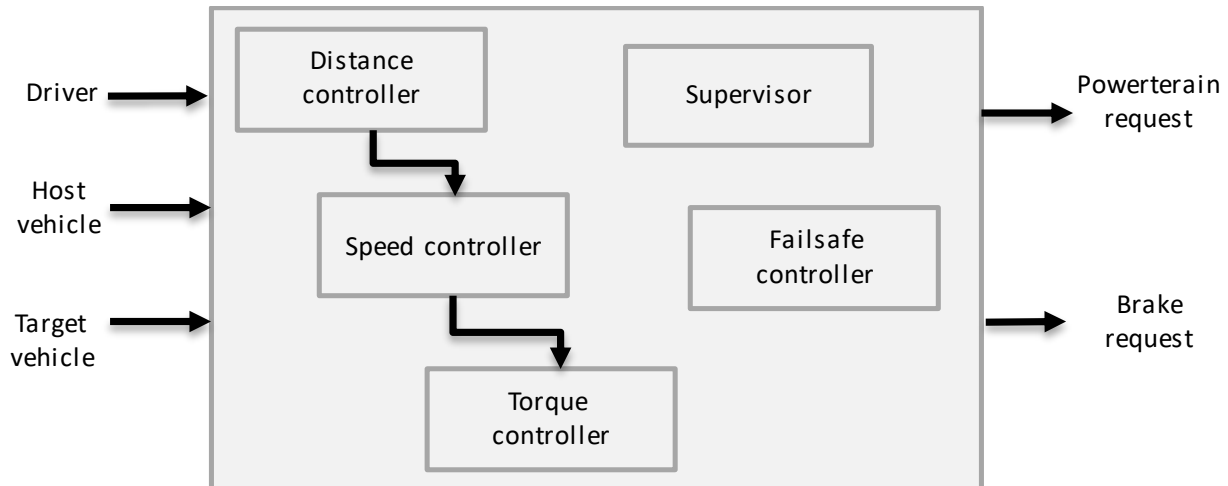 Driver
Host
vehicle
Target
vehicle
Distance
controller
Supervisor
Speed controller
Failsafe
controller
Torque
controller
Powerterain
request
Brake
request